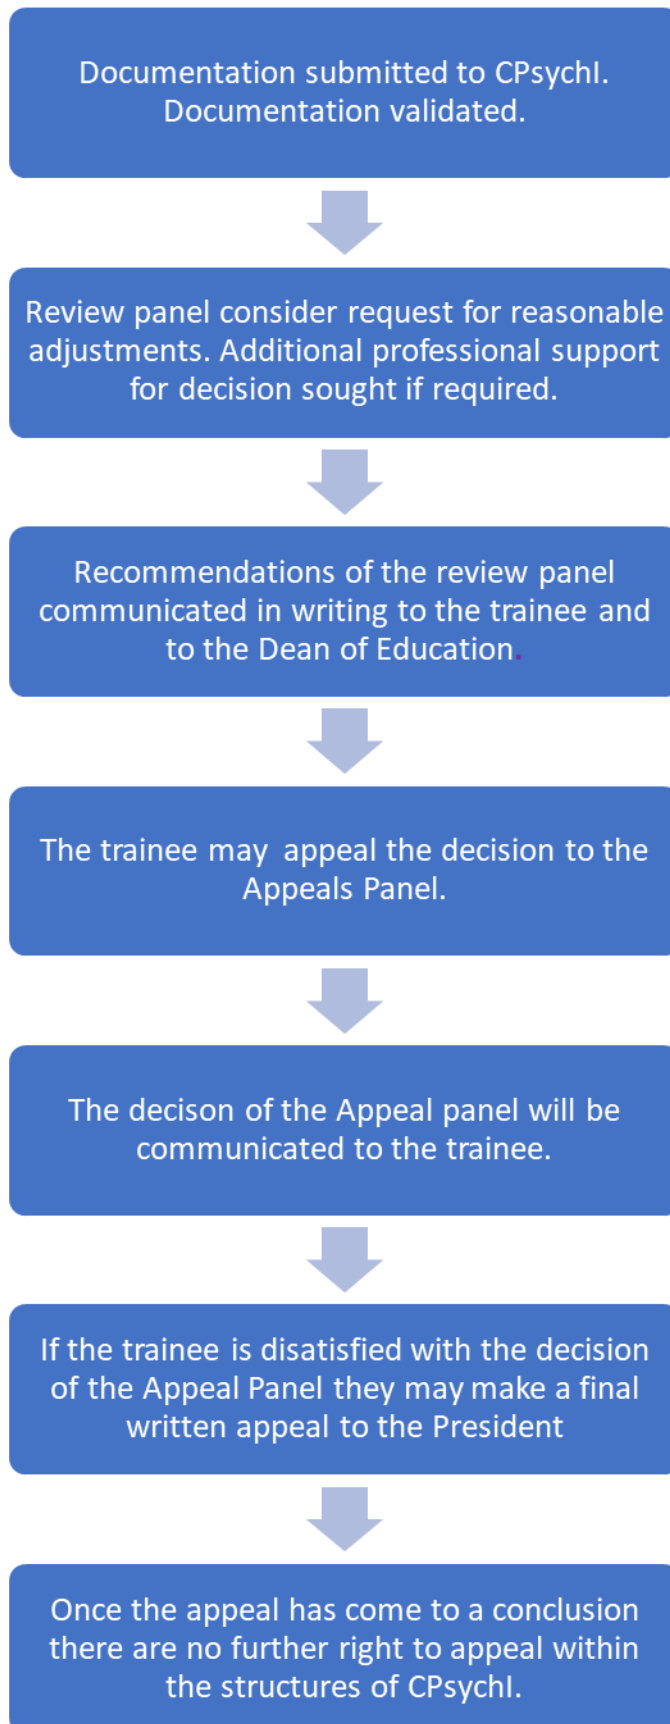 Documentation submitted to CPsychI.
Documentation validated.
Review panel consider request for reasonable
adjustments. Additional professional support
for decision sought if required.
Recommendations of the review panel
communicated in writing to the trainee and
to the Dean of Education.
The trainee may appeal the decision to the
Appeals Panel.
The decison of the Appeal panel will be
communicated to the trainee.
If the trainee is disatisfied with the decision
of the Appeal Panel they may make a final
written appeal to the President
Once the appeal has come to a conclusion
there are no further right to appeal within
the structures of CPsychI.